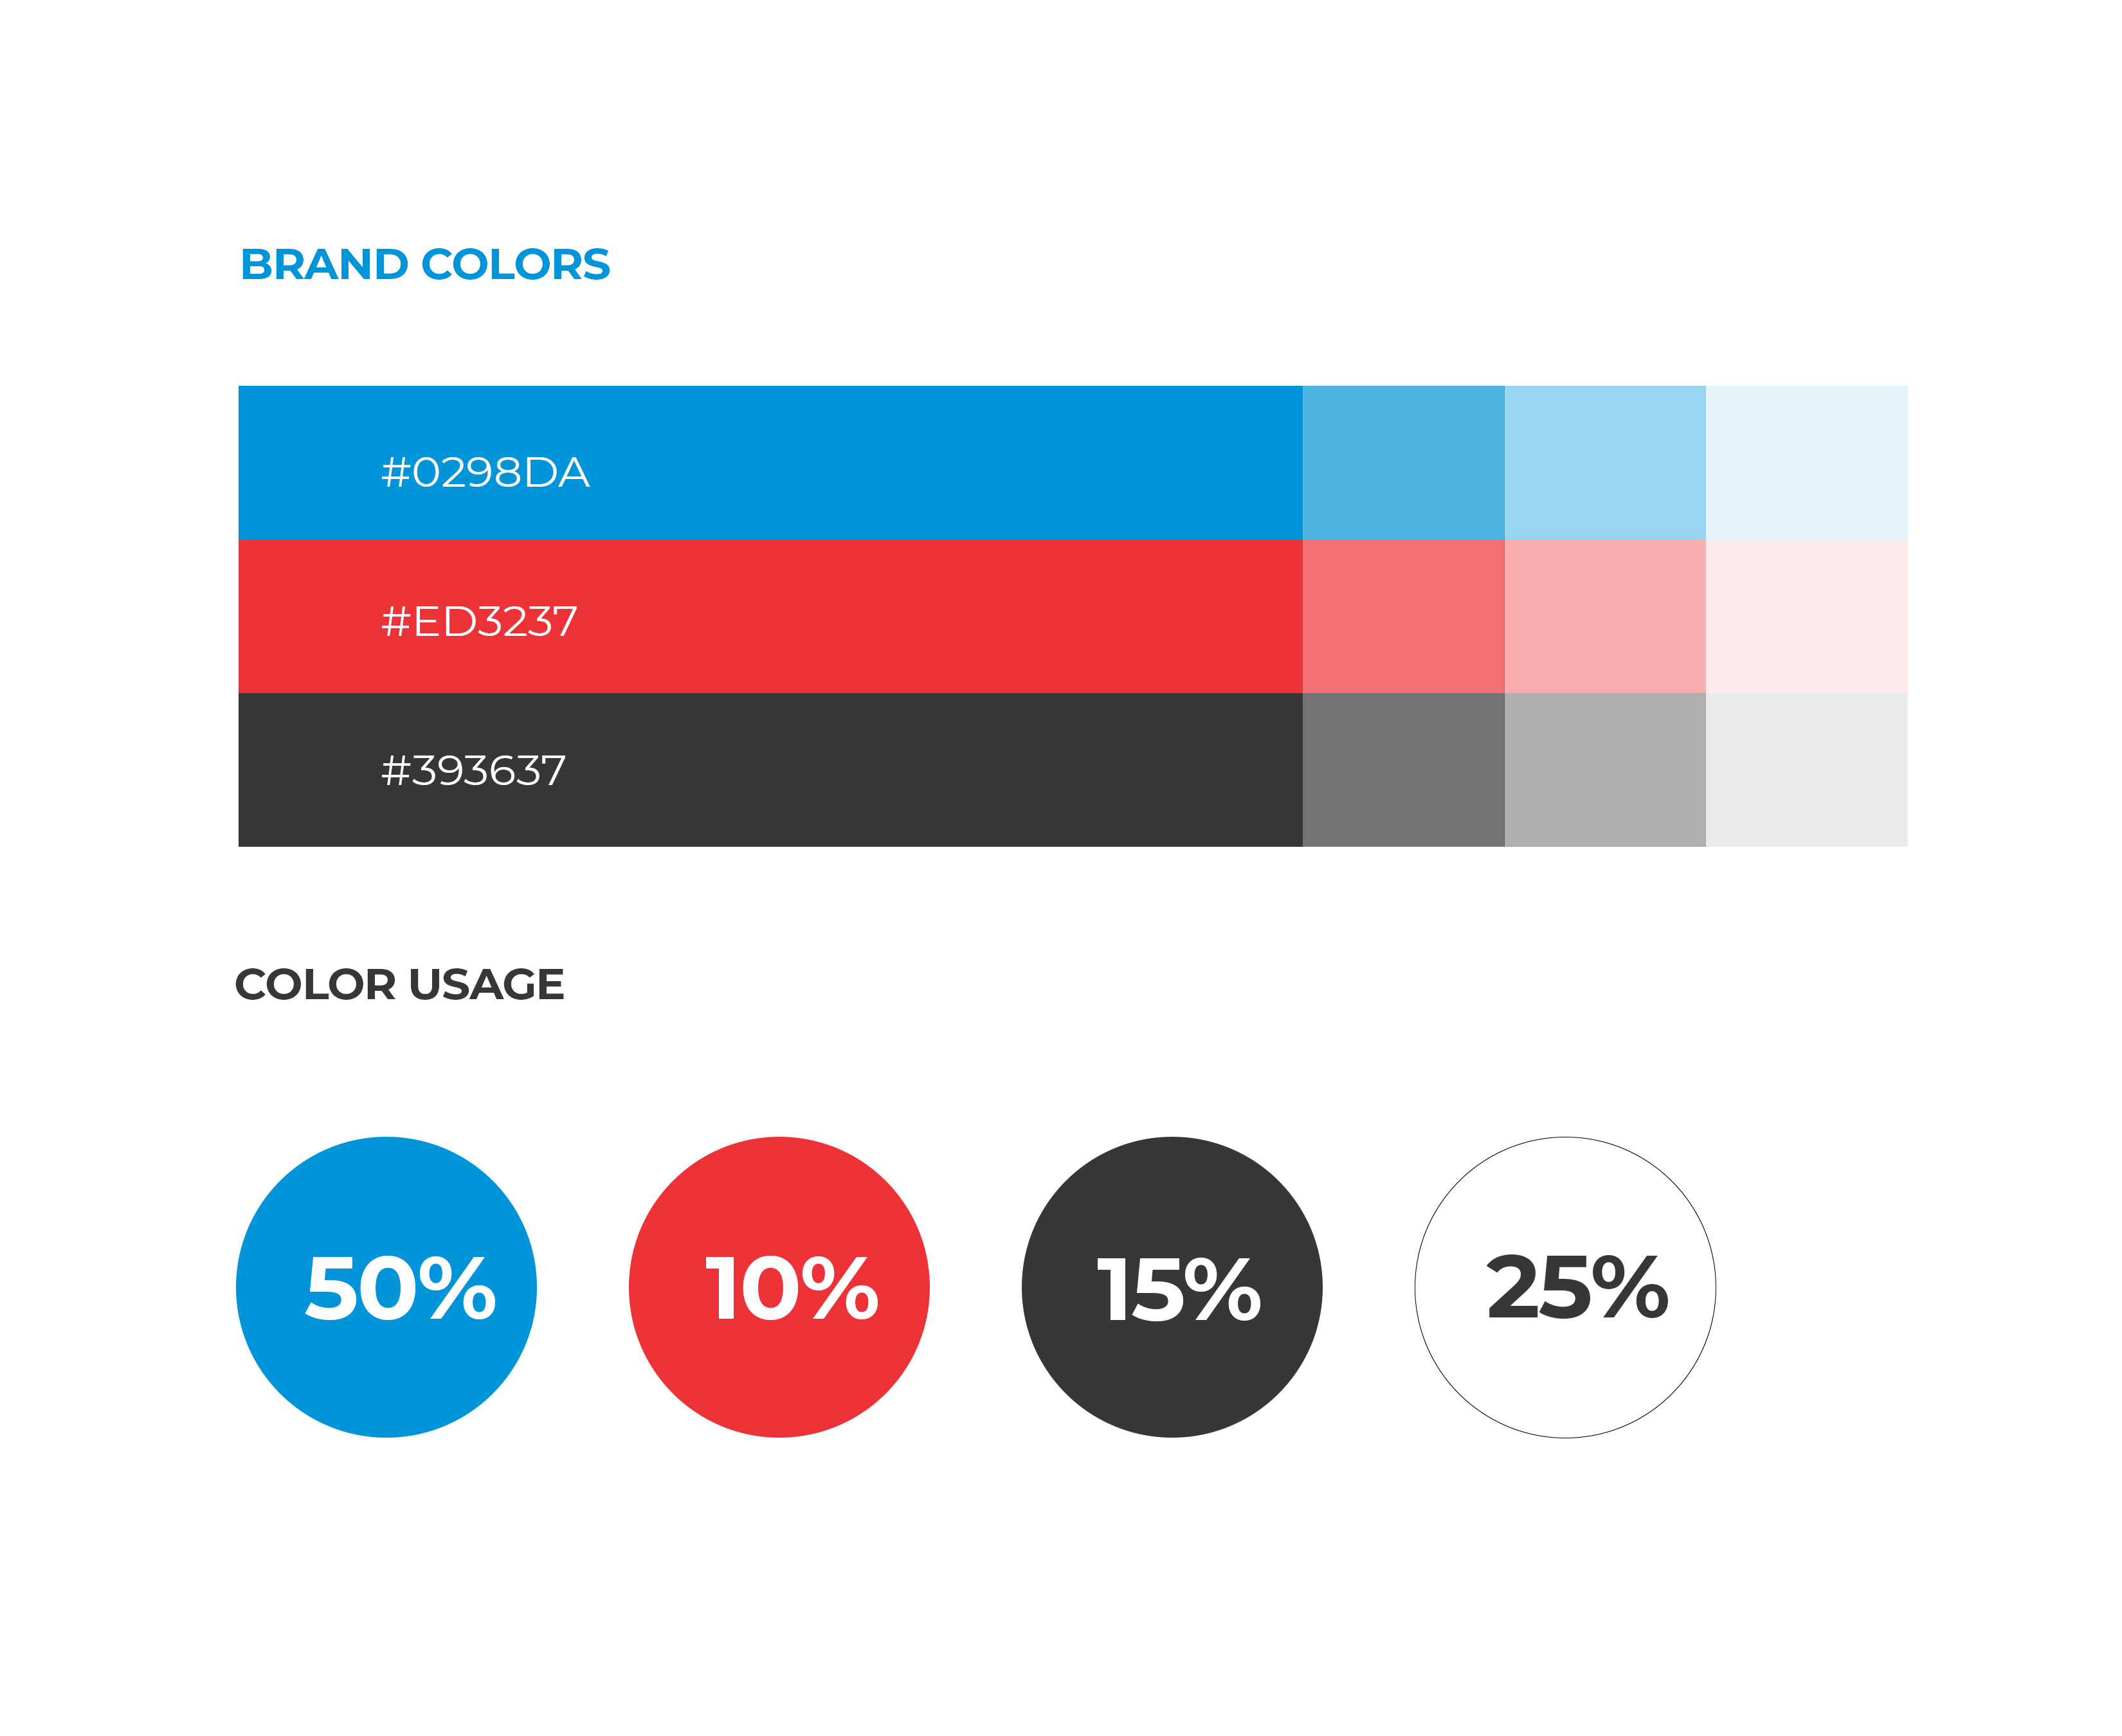 BRAND COLORS
#0298DA
#ED3237
#393637
COLOR USAGE
50%
10%
15%
25%